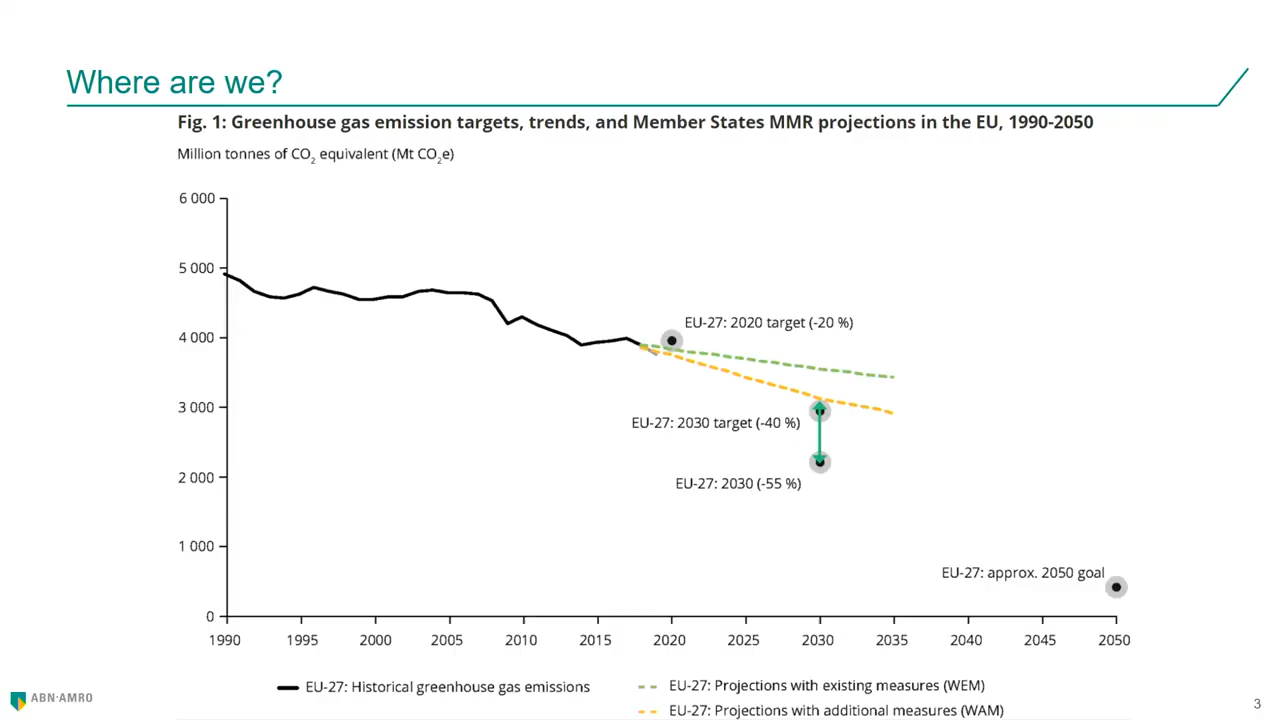 Where are we?
Fig. 1: Greenhouse gas emission targets, trends, and Member States MMR projections in the EU, 1990-2050
Million tonnes of CO2 equivalent (Mt CO2e)
6 000
5 000
4 000
3 000
2 000
1 000
0
EU-27: 2020 target (-20 %)
EU-27: 2030 target (-40 %)
EU-27: 2030 (-55 %)
EU-27: approx. 2050 goal
1990 1995 2000 2005 2010 2015 2020 2025 2030 2035 2040 2045 2050
EU-27: Historical greenhouse gas emissions
EU-27: Projections with existing measures (WEM)
EU-27: Projections with additional measures (WAM)
ABN·AMRO
3